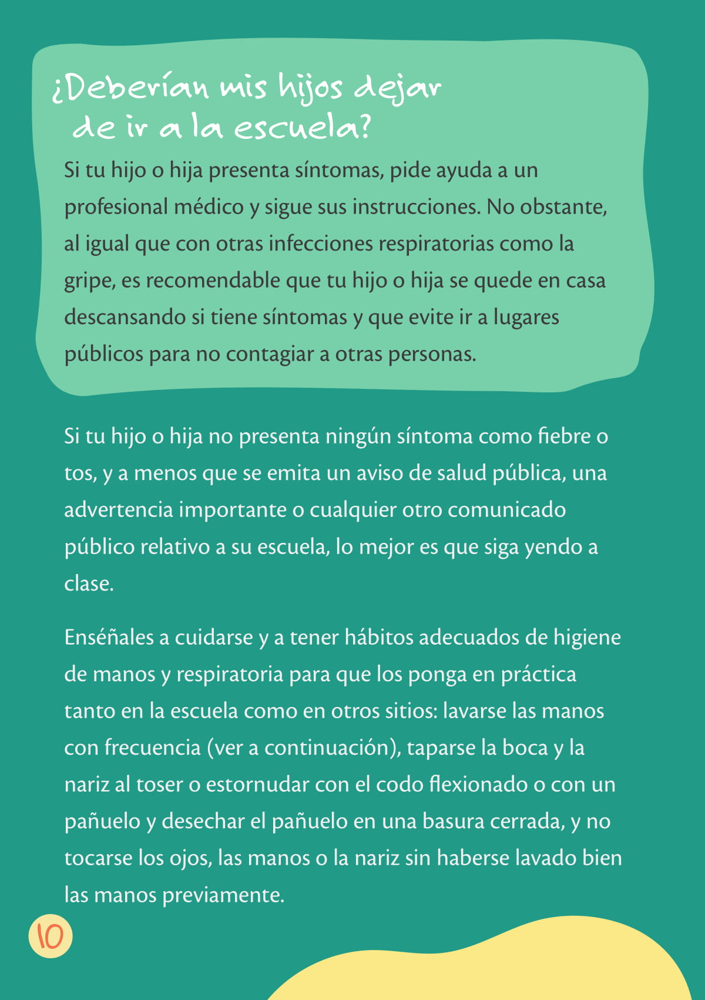 ¿Deberían mis hijos dejar
de ir a la escuela?
Si tu hijo o hija presenta síntomas, pide ayuda a un
profesional médico y sigue sus instrucciones. No obstante,
al igual que con otras infecciones respiratorias como la
gripe, es recomendable que tu hijo o hija se quede en casa
descansando si tiene síntomas y que evite ir a lugares
públicos para no contagiar a otras personas.
Si tu hijo o hija no presenta ningún síntoma como fiebre o
tos, y a menos que se emita un aviso de salud pública, una
advertencia importante o cualquier otro comunicado
público relativo a su escuela, lo mejor es que siga yendo a
clase.
Enséñales a cuidarse y a tener hábitos adecuados de higiene
de manos y respiratoria para que los ponga en práctica
tanto en la escuela como en otros sitios: lavarse las manos
con frecuencia (ver a continuación), taparse la boca y la
nariz al toser o estornudar con el codo flexionado o con un
pañuelo y desechar el pañuelo en una basura cerrada, y no
tocarse los ojos, las manos o la nariz sin haberse lavado bien
las manos previamente.
10